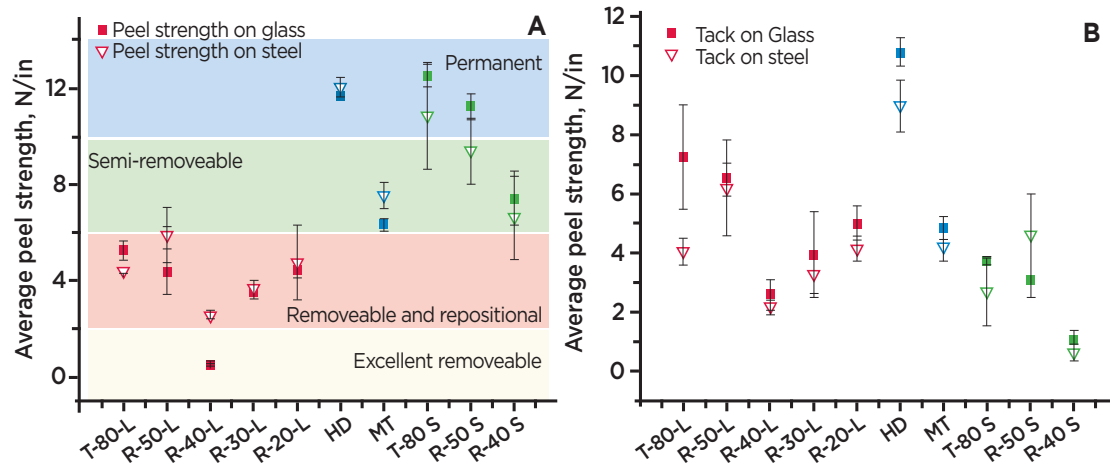 A
Peel strength on glass
Peel strength on steel
Permanent
Semi-removeable
Removeable and repositional
Excellent removeable
Average peel strength, N/in
12
8
4
0
T-80-L
R-50-L
R-40-L
R-30-L
R-20-L
HD
MT
T-80 S
R-50 S
R-40 S
B
Tack on Glass
Tack on steel
Average peel strength, N/in
12
10
8
6
4
2
0
T-80-L
R-50-L
R-40-L
R-30-L
R-20-L
HD
MT
T-80 S
R-50 S
R-40 S